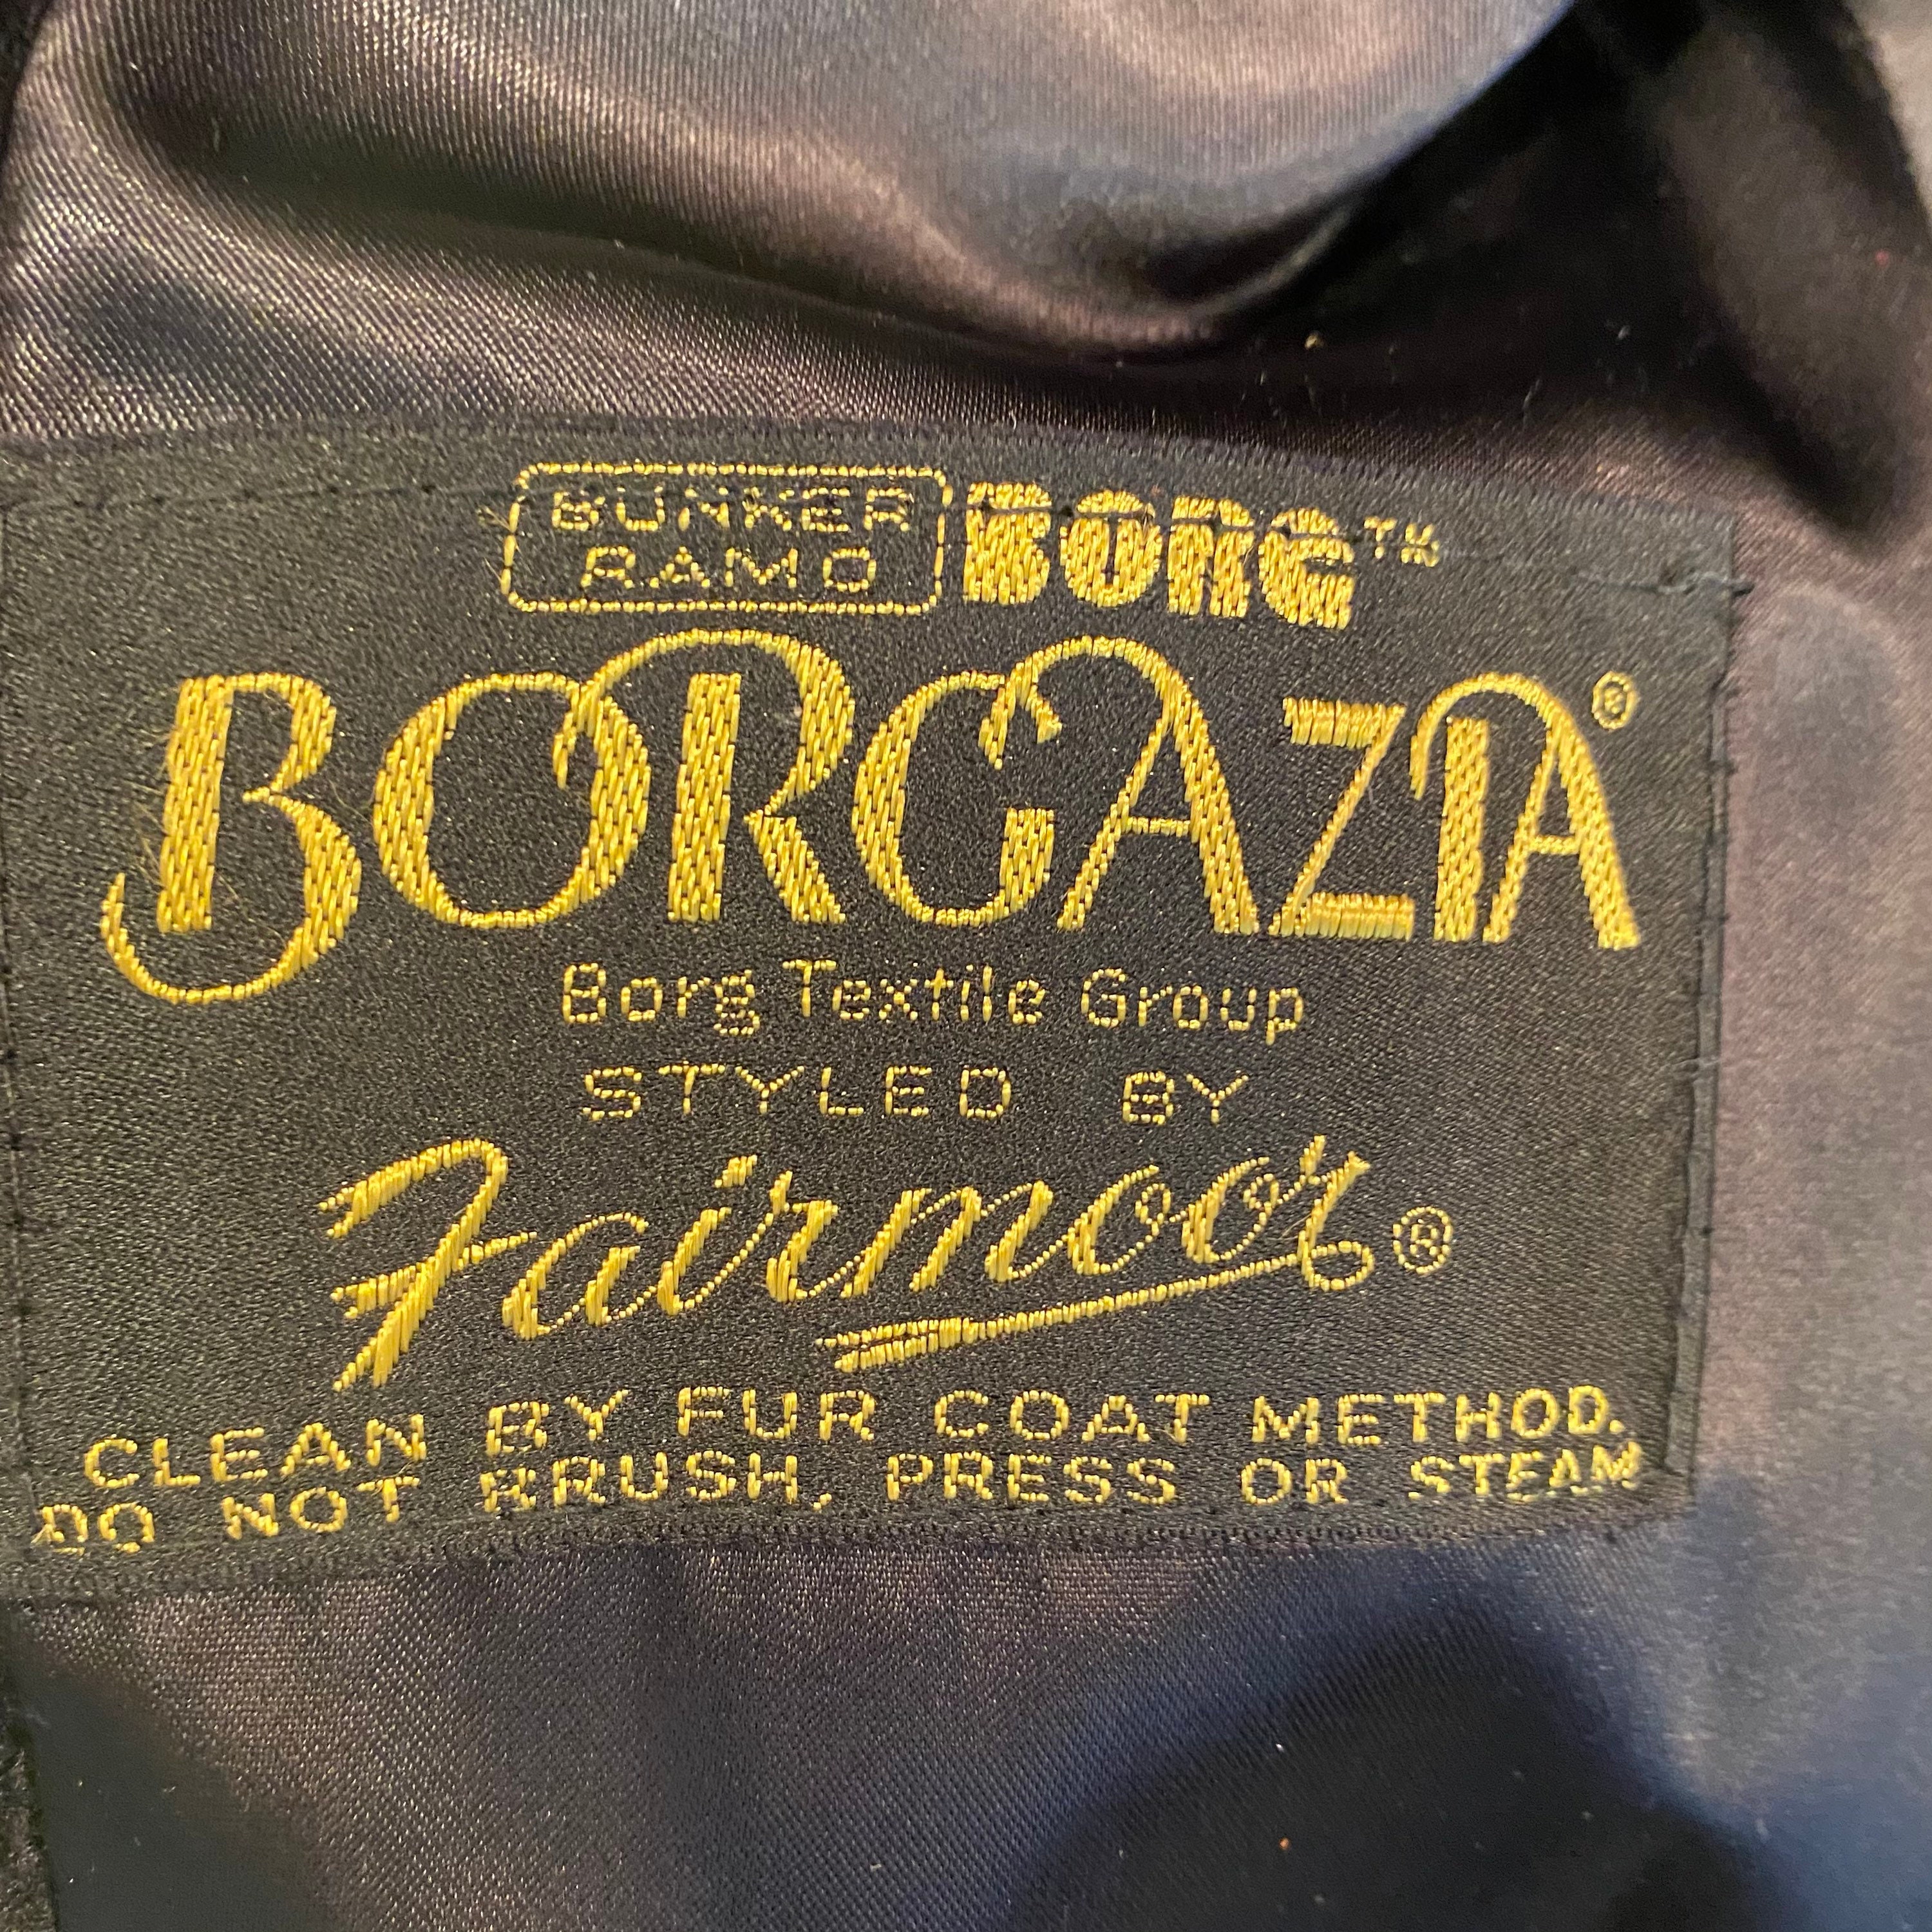 BUNKER RAMO BORG™
BORGAZIA®
Borg Textile Group
STYLED BY
Fairmoor®
CLEAN BY FUR COAT METHOD.
DO NOT BRUSH, PRESS OR STEAM